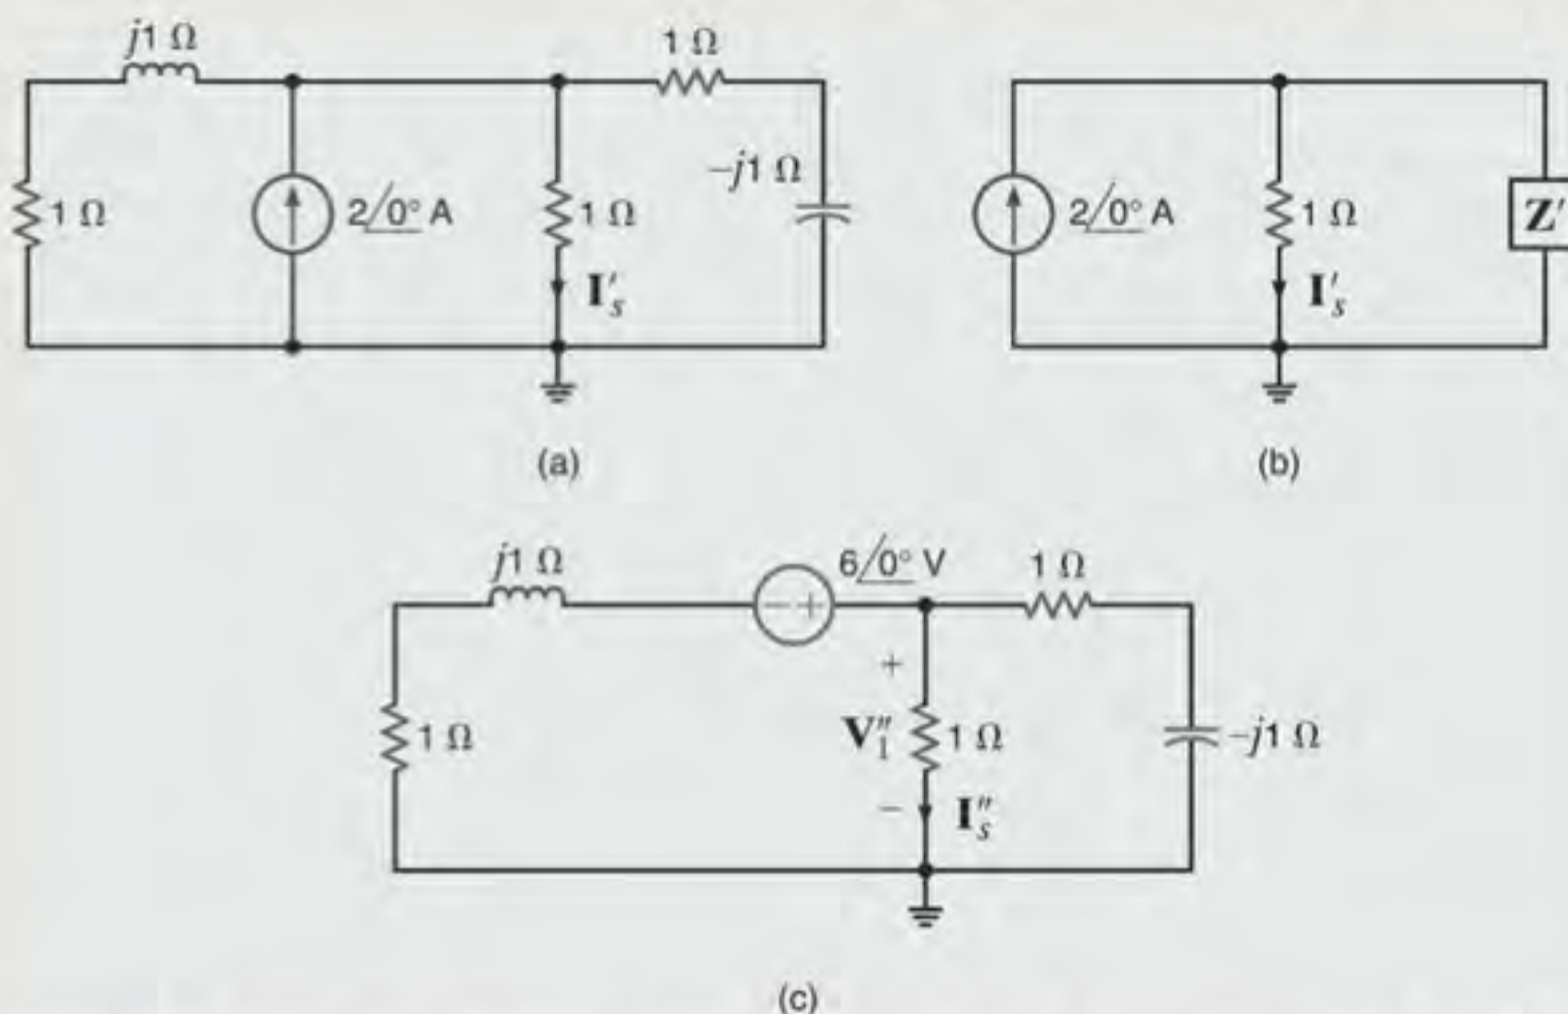 j1 Ω
1 Ω
1 Ω
2/0° A
1 Ω
−j1 Ω
I′s
(a)
2/0° A
1 Ω
Z′
I′s
(b)
j1 Ω
6/0° V
1 Ω
− +
+
1 Ω
V″1
1 Ω
−j1 Ω
−
I″s
(c)